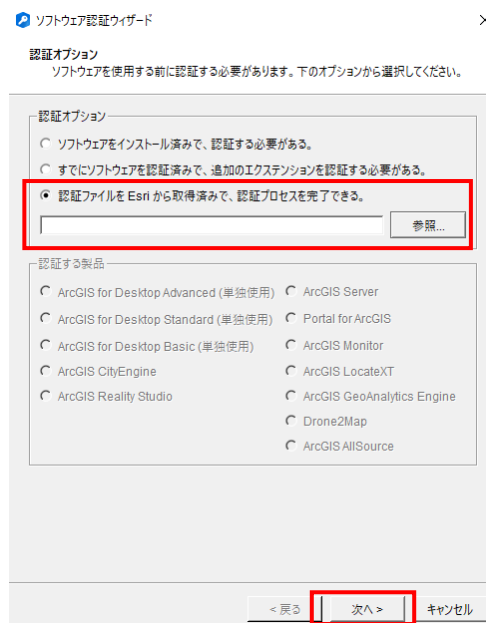 ソフトウェア認証ウィザード
認証オプション
ソフトウェアを使用する前に認証する必要があります。下のオプションから選択してください。
認証オプション
ソフトウェアをインストール済みで、認証する必要がある。
すでにソフトウェアを認証済みで、追加のエクステンションを認証する必要がある。
認証ファイルを Esri から取得済みで、認証プロセスを完了できる。
参照...
認証する製品
ArcGIS for Desktop Advanced (単独使用)
ArcGIS Server
ArcGIS for Desktop Standard (単独使用)
Portal for ArcGIS
ArcGIS for Desktop Basic (単独使用)
ArcGIS Monitor
ArcGIS CityEngine
ArcGIS LocateXT
ArcGIS Reality Studio
ArcGIS GeoAnalytics Engine
Drone2Map
ArcGIS AllSource
< 戻る
次へ >
キャンセル